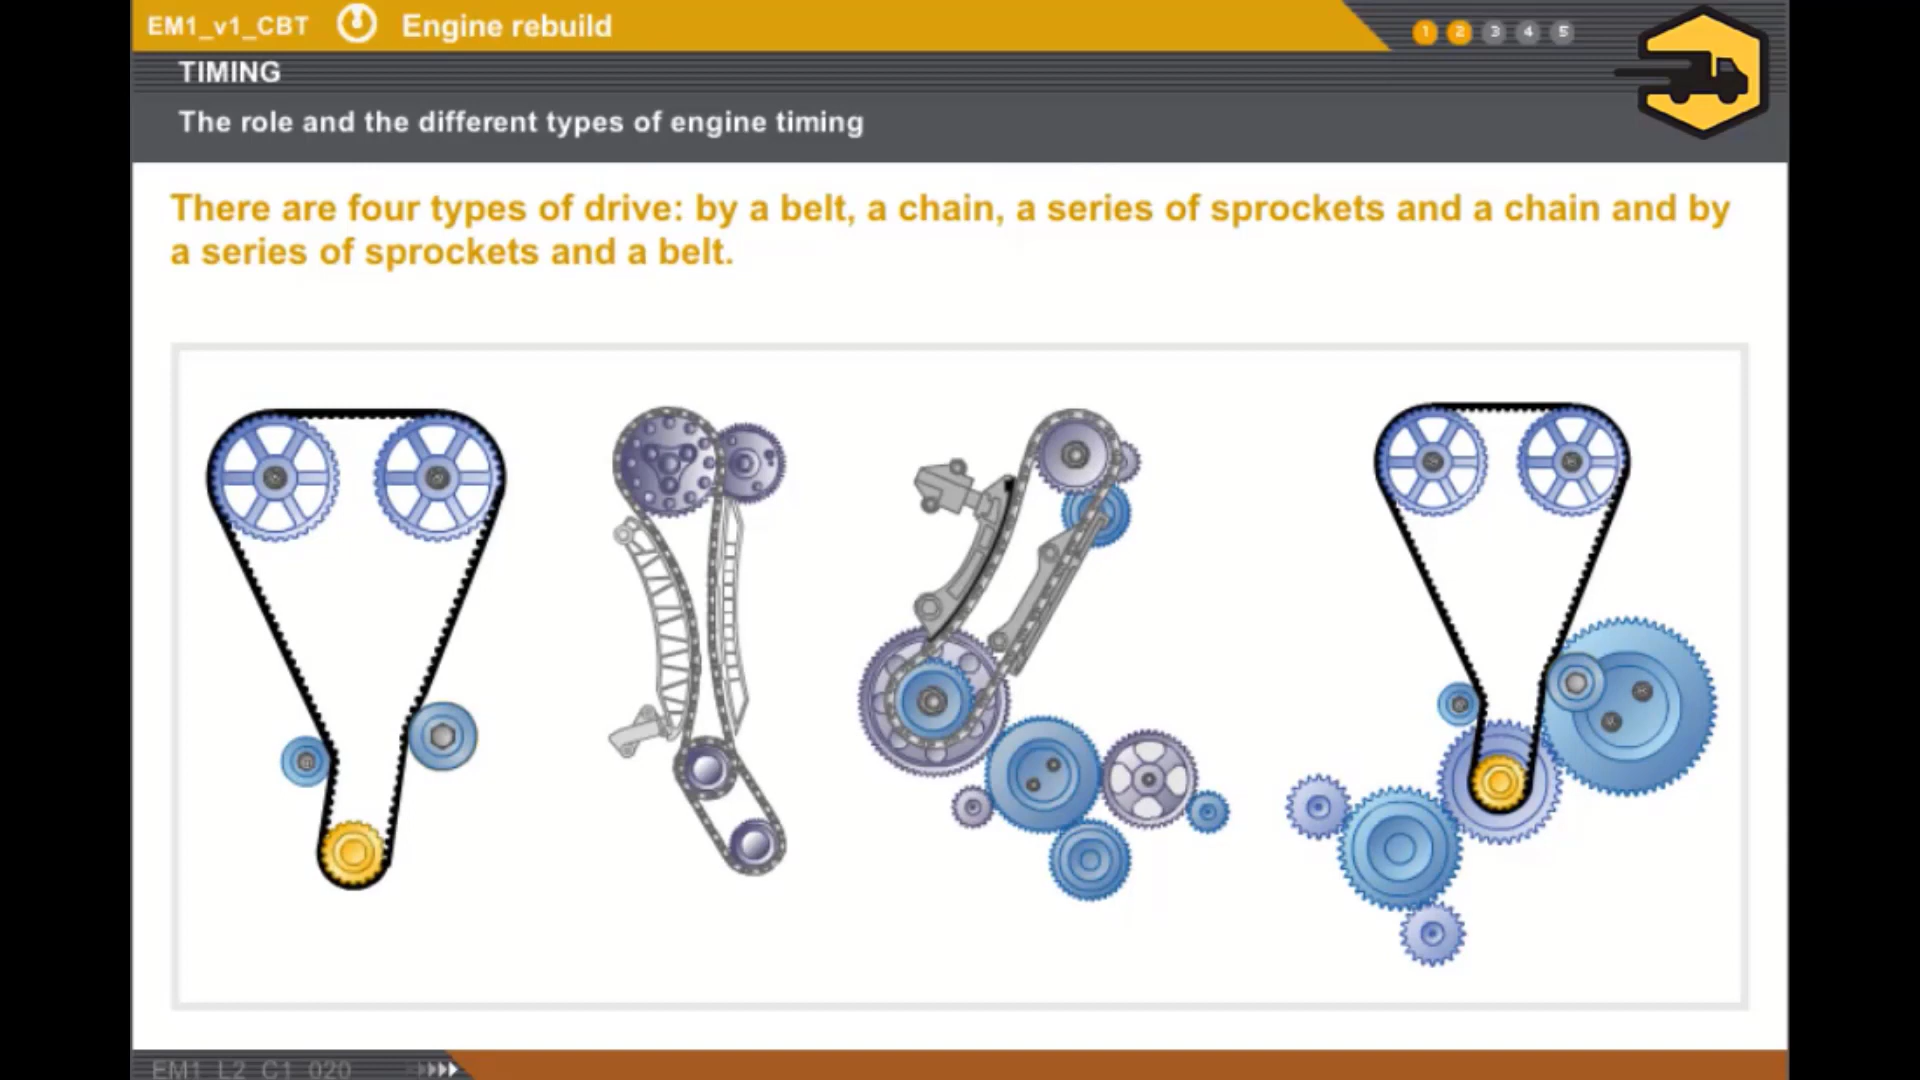 EM1_v1_CBT Engine rebuild 1 2 3 4 5
TIMING
The role and the different types of engine timing
There are four types of drive: by a belt, a chain, a series of sprockets and a chain and by
a series of sprockets and a belt.
EM1_L2_C1_020